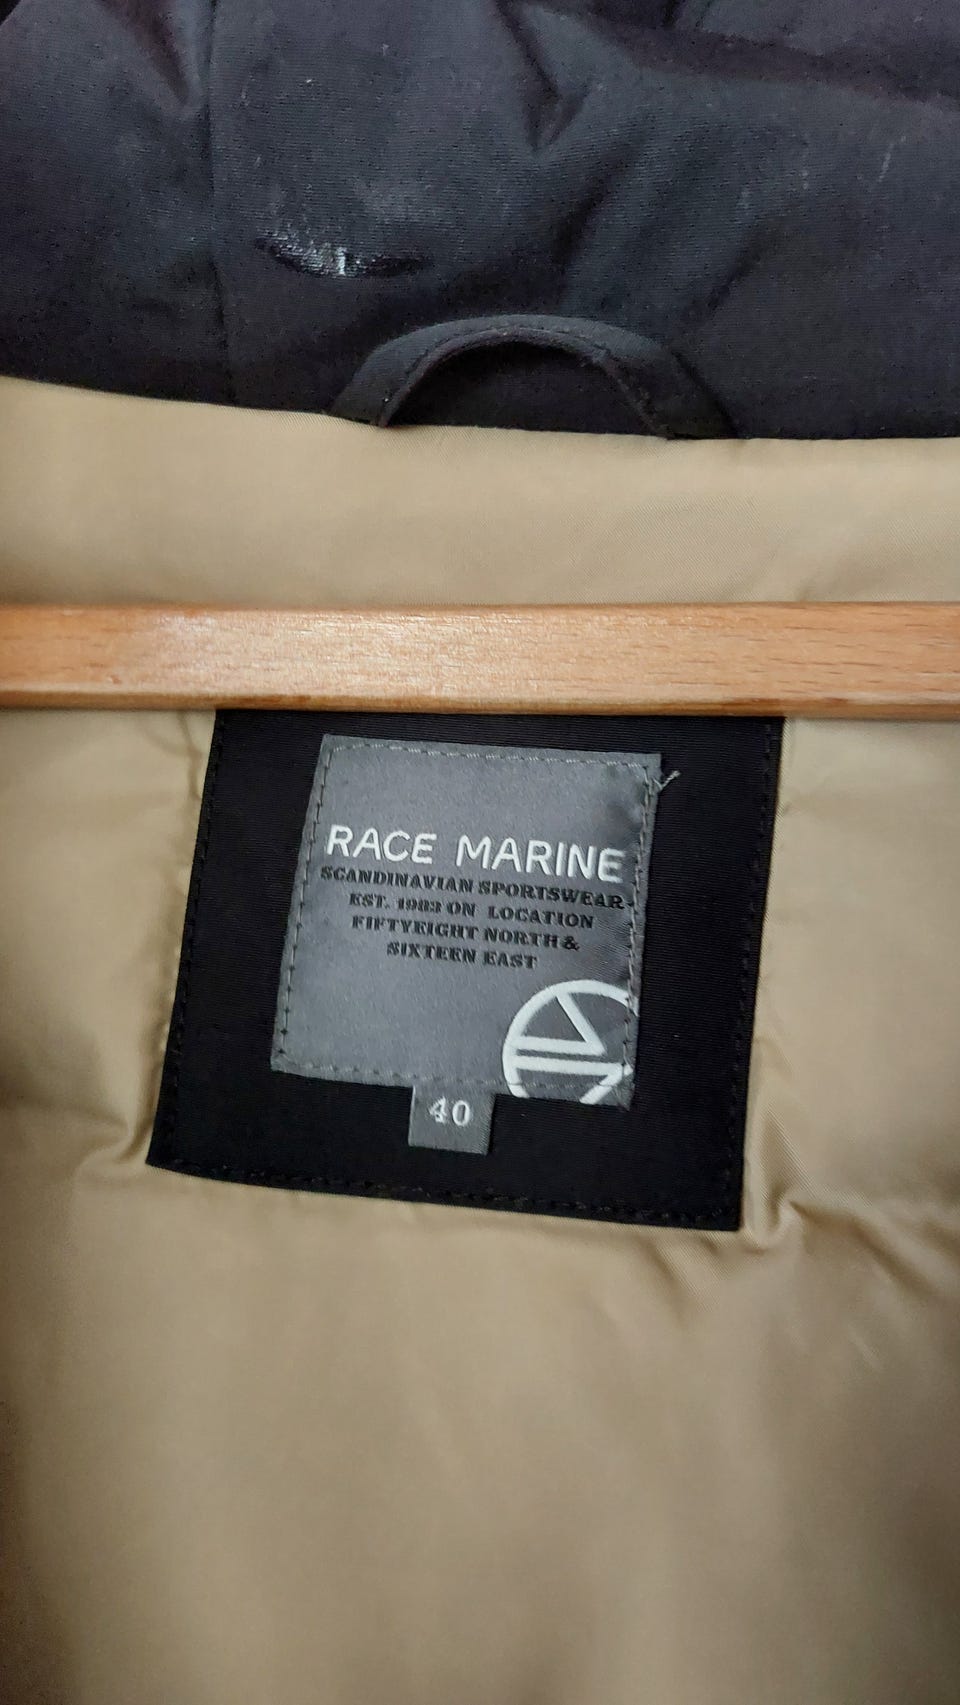 RACE MARINE
SCANDINAVIAN SPORTSWEAR
EST. 1983 ON LOCATION
FIFTYEIGHT NORTH &
SIXTEEN EAST
40